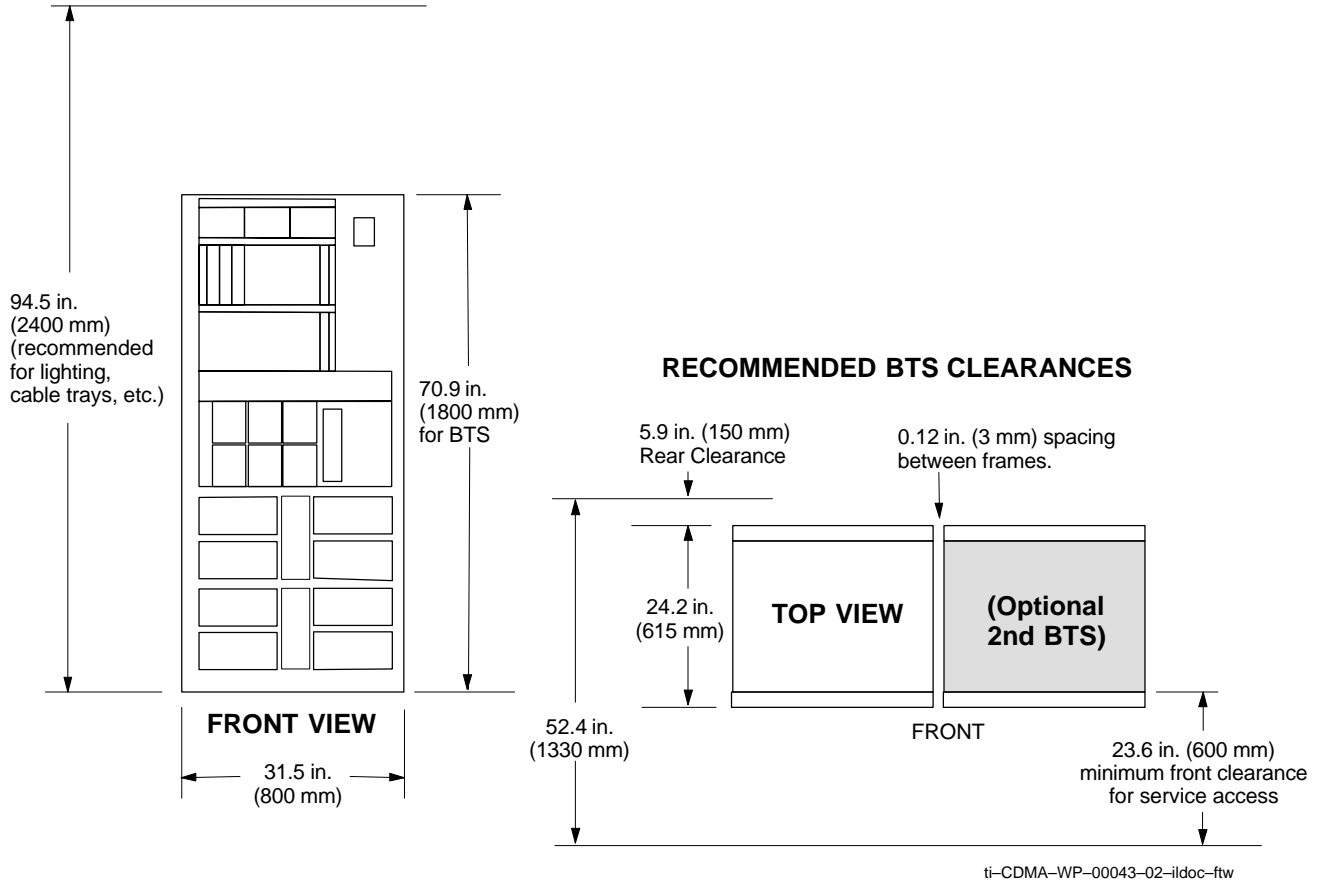 94.5 in.
(2400 mm)
(recommended
for lighting,
cable trays, etc.)
70.9 in.
(1800 mm)
for BTS
FRONT VIEW
31.5 in.
(800 mm)
RECOMMENDED BTS CLEARANCES
5.9 in. (150 mm)
Rear Clearance
0.12 in. (3 mm) spacing
between frames.
24.2 in.
(615 mm)
TOP VIEW
(Optional
2nd BTS)
52.4 in.
(1330 mm)
FRONT
23.6 in. (600 mm)
minimum front clearance
for service access
ti–CDMA–WP–00043–02–ildoc–ftw